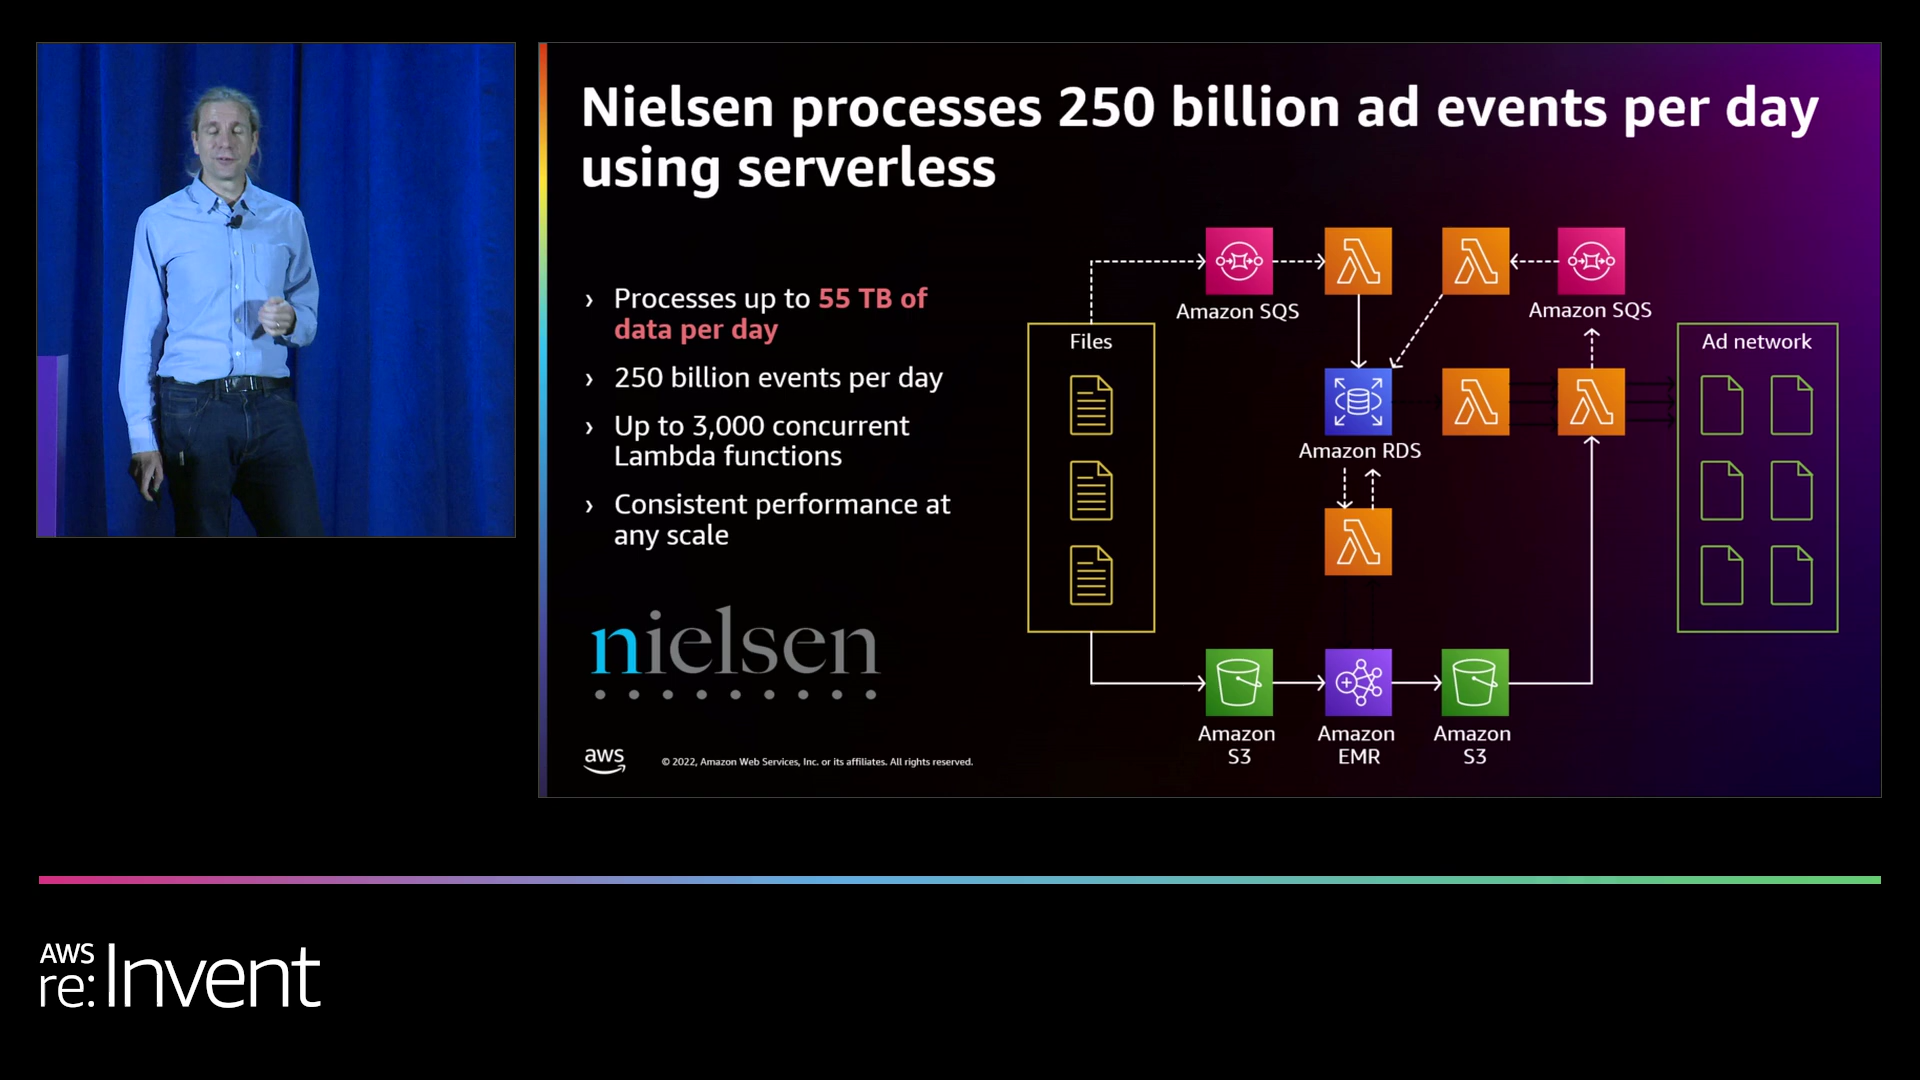 Nielsen processes 250 billion ad events per day
using serverless
› Processes up to 55 TB of
data per day
› 250 billion events per day
› Up to 3,000 concurrent
Lambda functions
› Consistent performance at
any scale
nielsen
aws
© 2022, Amazon Web Services, Inc. or its affiliates. All rights reserved.
Files
Amazon SQS
Amazon SQS
Ad network
Amazon RDS
Amazon
S3
Amazon
EMR
Amazon
S3
AWS
re:Invent